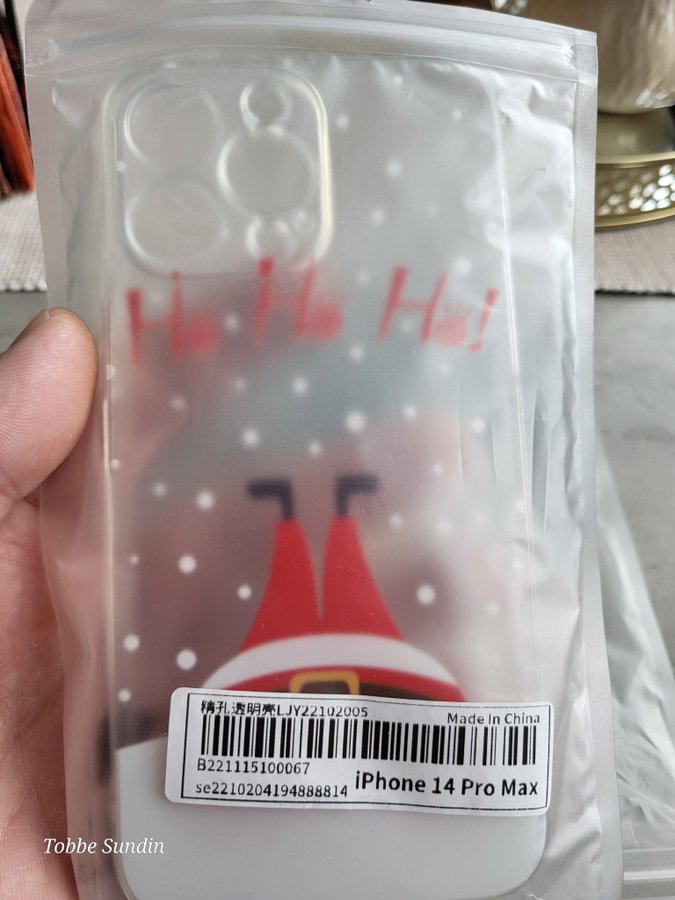 Ho Ho Ho!
精孔透明壳LJY22102005
Made In China
B221115100067
iPhone 14 Pro Max
se2210204194888814
Tobbe Sundin